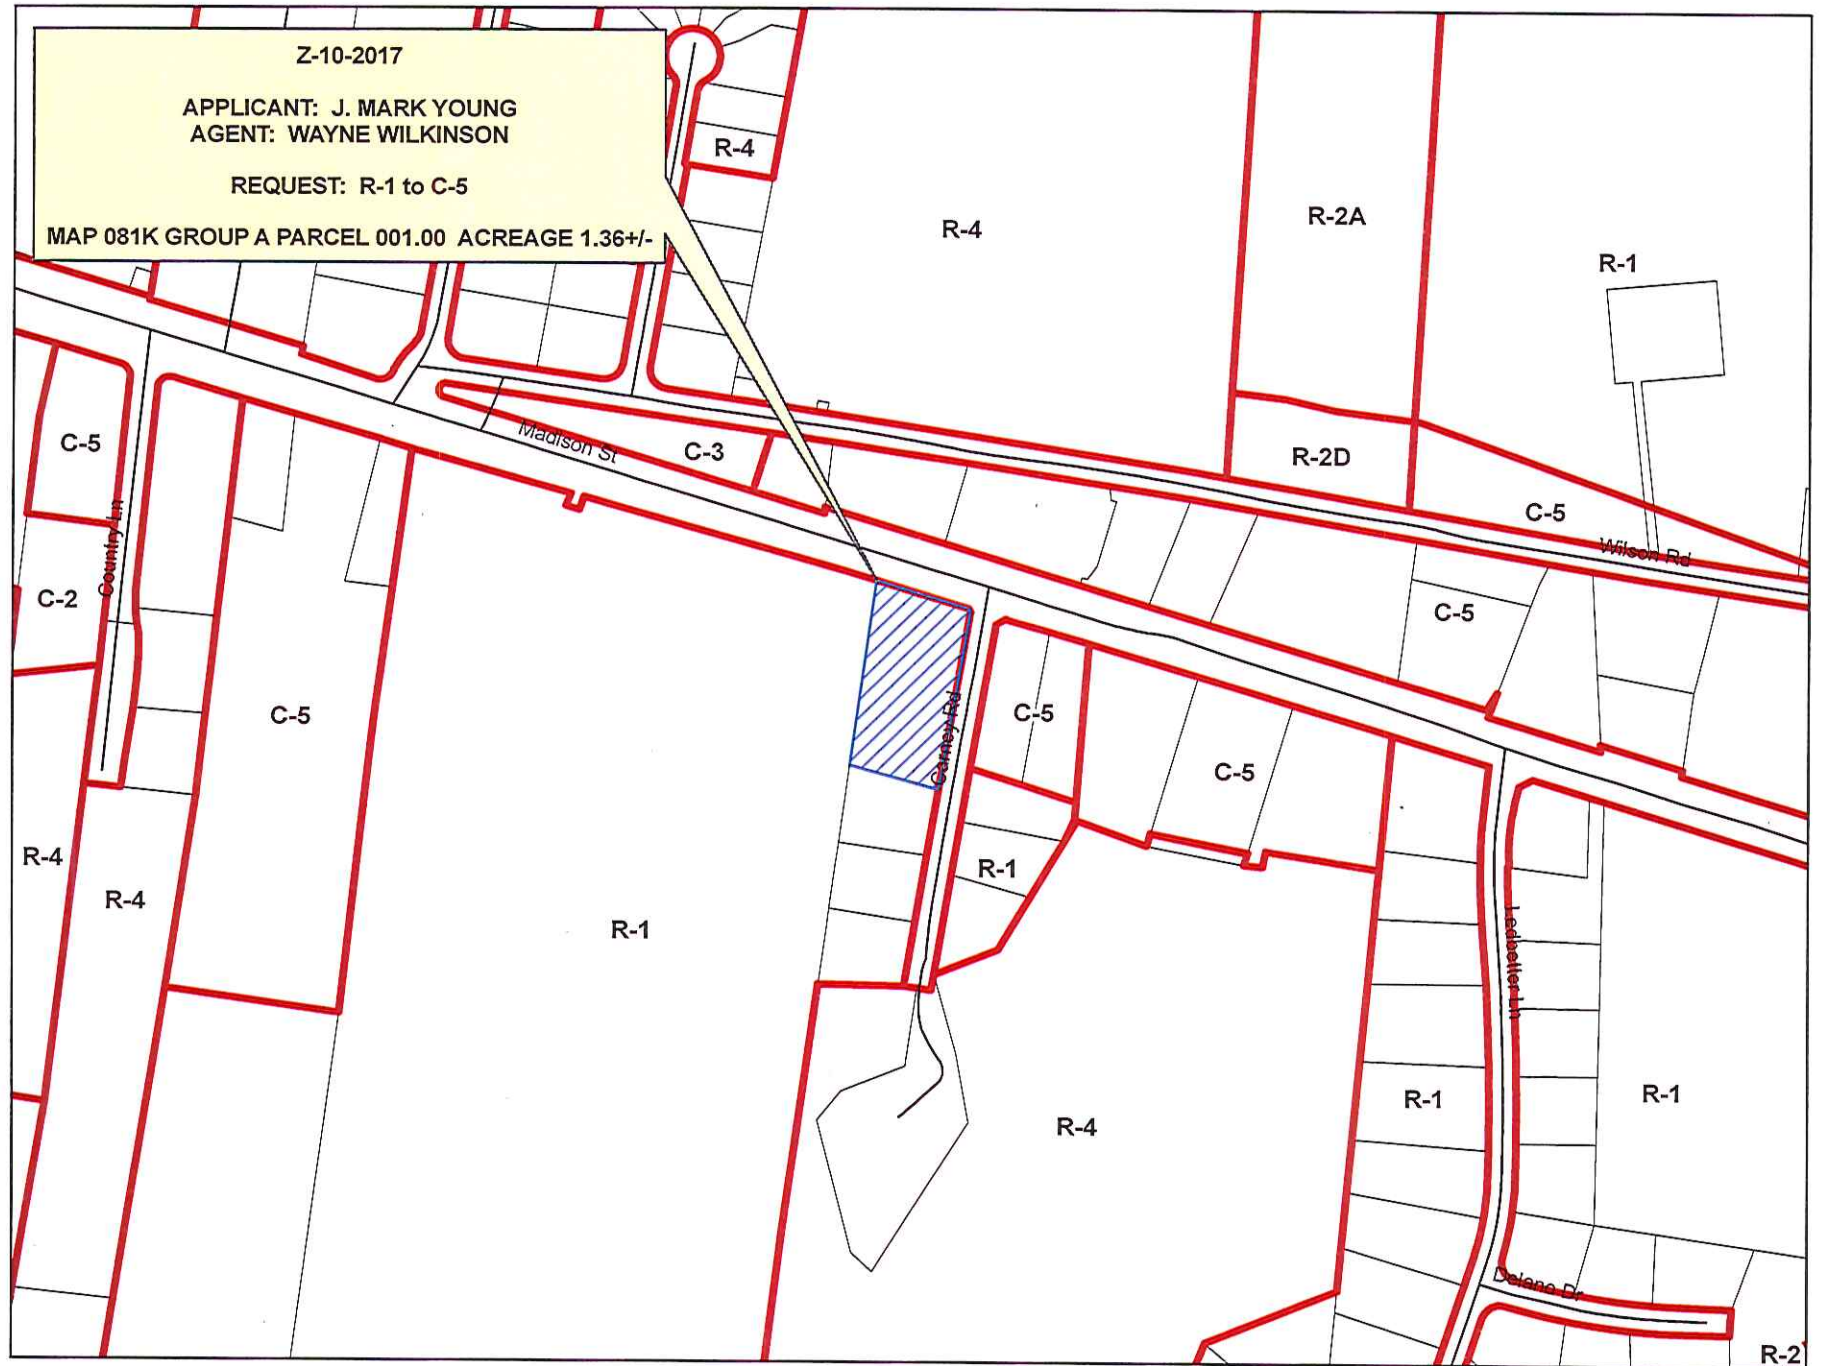 Z-10-2017
APPLICANT: J. MARK YOUNG
AGENT: WAYNE WILKINSON
REQUEST: R-1 to C-5
MAP 081K GROUP A PARCEL 001.00 ACREAGE 1.36+/-
R-4
R-4
R-2A
R-1
C-5
Madison St
C-3
R-2D
C-5
Wilson Rd
Country Ln
C-2
C-5
C-5
C-5
Carney Rd
C-5
R-4
R-4
R-1
R-1
Ledbetter Ln
R-4
R-1
R-1
Delano Dr
R-2